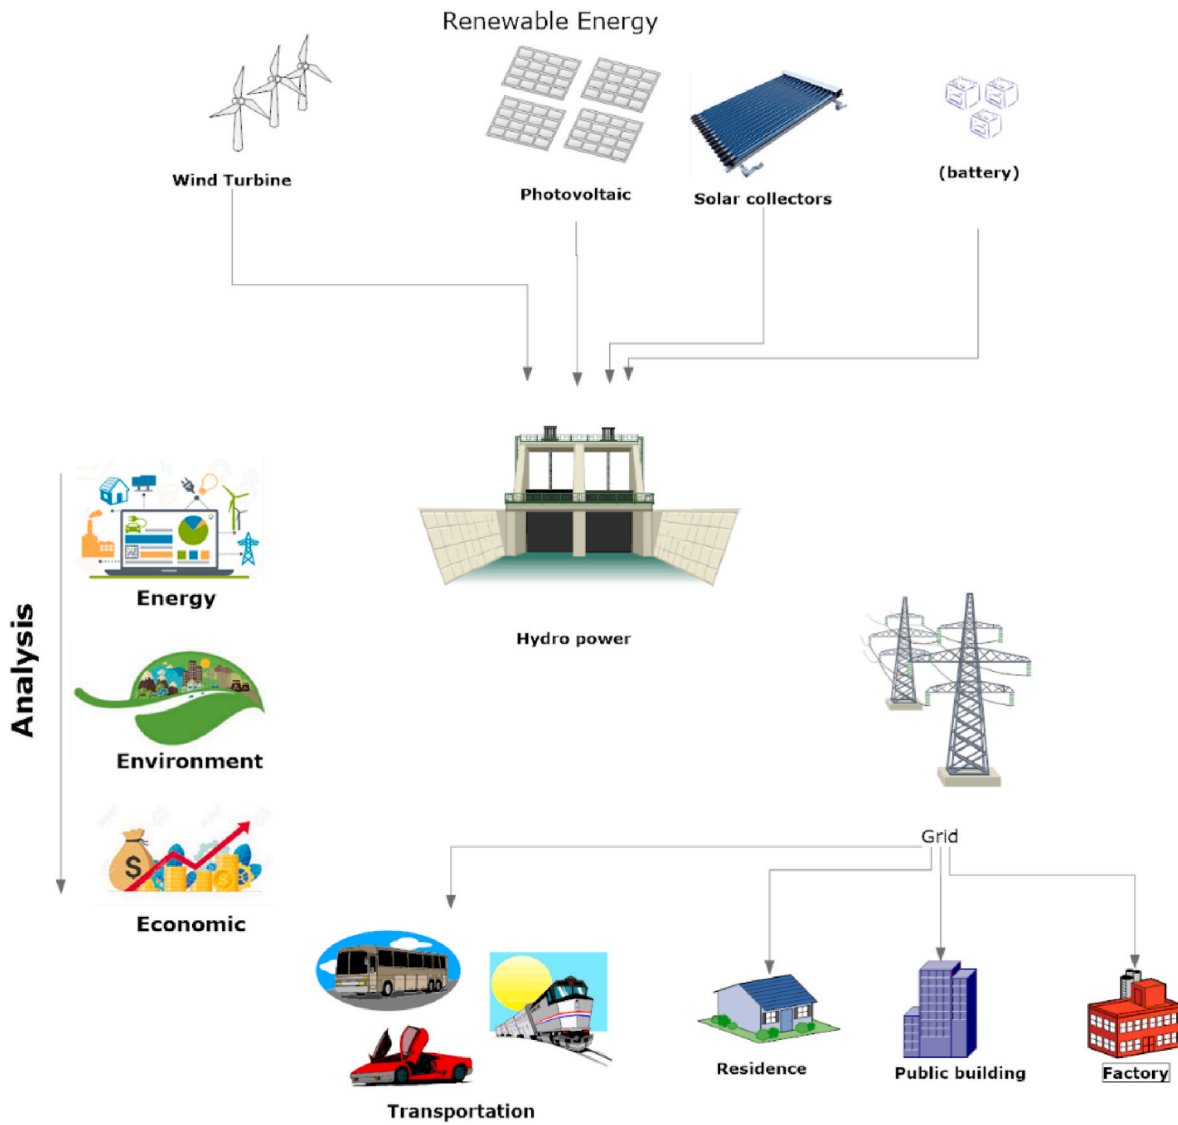 Renewable Energy
Wind Turbine
Photovoltaic
Solar collectors
(battery)
Analysis
Energy
Hydro power
Environment
Grid
$
Economic
Residence
Public building
Factory
Transportation